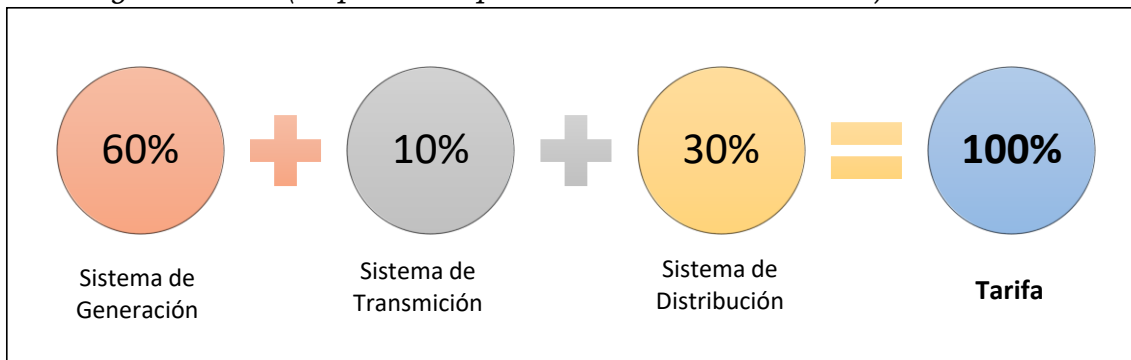 60%
10%
30%
100%
Sistema de
Generación
Sistema de
Transmición
Sistema de
Distribución
Tarifa